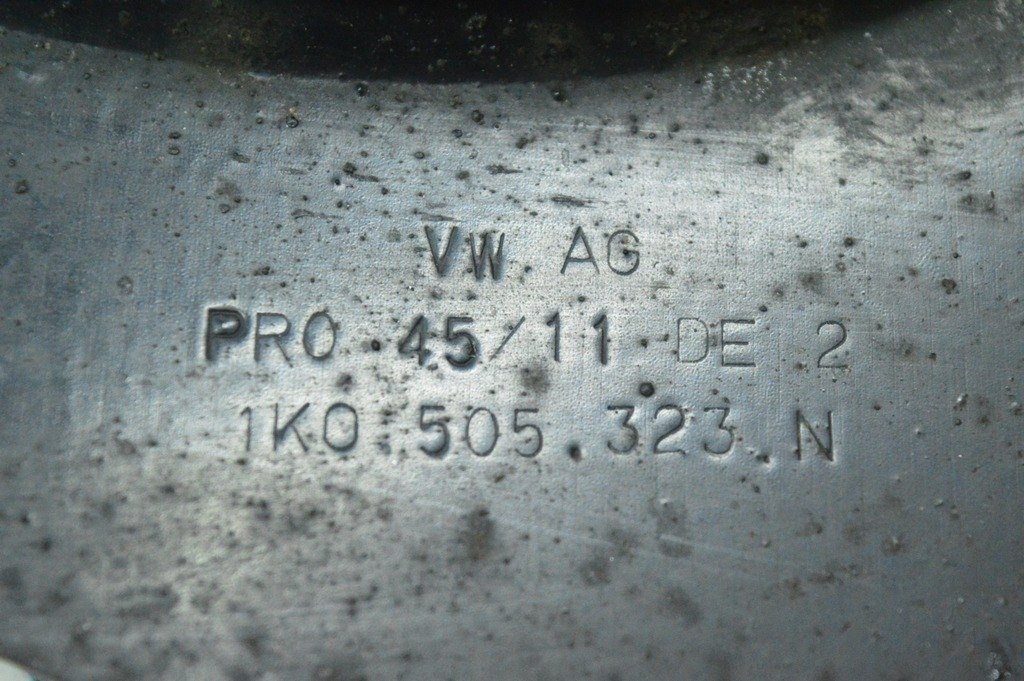 VW AG
PRO 45/11 DE 2
1K0.505.323.N